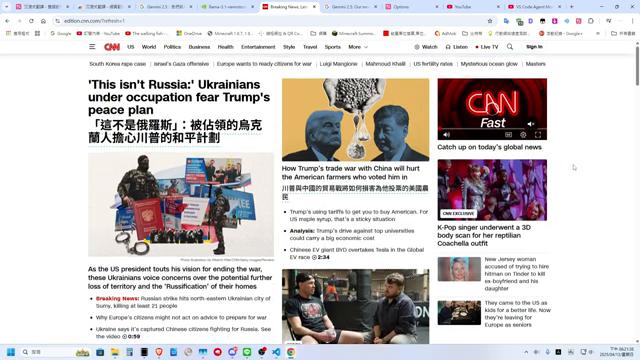 Breaking News, Lat
Options
YouTube
YouTube
edition.cnn.com/?refresh=1
YouTube
CNN
US
World
Politics
Business
Health
Entertainment
Style
Travel
Sports
More
Watch
Listen
Live TV
Sign in
South Korea rape case
Israel's Gaza offensive
Europe wants to ready citizens for war
Luigi Mangione
Mahmoud Khalil
US fertility rates
Mysterious ocean glow
Masters
'This isn't Russia:' Ukrainians
under occupation fear Trump's
peace plan
「這不是俄羅斯」：被佔領的烏克
蘭人擔心川普的和平計劃
As the US president touts his vision for ending the war,
these Ukrainians voice concerns over the potential further
loss of territory and the 'Russification' of their homes
Breaking News: Russian strike hits north-eastern Ukrainian city of
Sumy, killing at least 21 people
Why Europe's citizens might not act on advice to prepare for war
Ukraine says it's captured Chinese citizens fighting for Russia. See
the video 0:59
How Trump's trade war with China will hurt
the American farmers who voted him in
川普與中國的貿易戰將如何損害為他投票的美國農
民
Trump's using tariffs to get you to buy American. For
US maple syrup, that's a sticky situation
Analysis: Trump's drive against top universities
could carry a big economic cost
Chinese EV giant BYD overtakes Tesla in the Global
EV race 2:34
CNN
Fast
Catch up on today's global news
CNN EXCLUSIVE
K-Pop singer underwent a 3D
body scan for her reptilian
Coachella outfit
New Jersey woman
accused of trying to hire
hitman on Tinder to kill
ex-boyfriend and his
daughter
They came to the US as
kids for a better life. Now
they're leaving for
Europe as seniors
搜尋